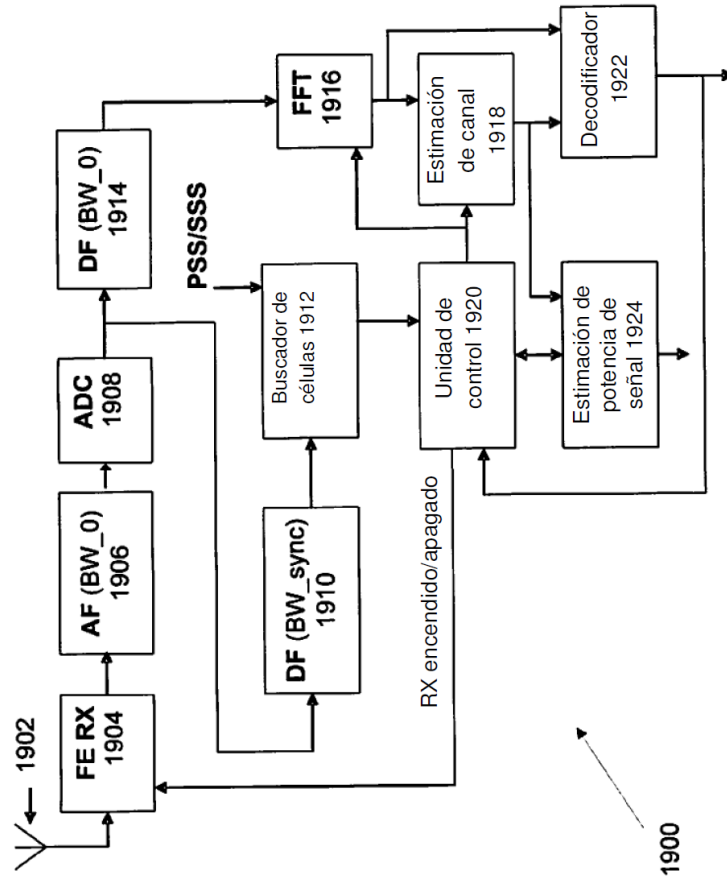 1902
FE RX
1904
AF (BW_0)
1906
ADC
1908
DF (BW_0)
1914
FFT
1916
PSS/SSS
DF (BW_sync)
1910
Buscador de
células 1912
Estimación
de canal
1918
RX encendido/apagado
Unidad de
control 1920
Decodificador
1922
Estimación de
potencia de
señal 1924
1900